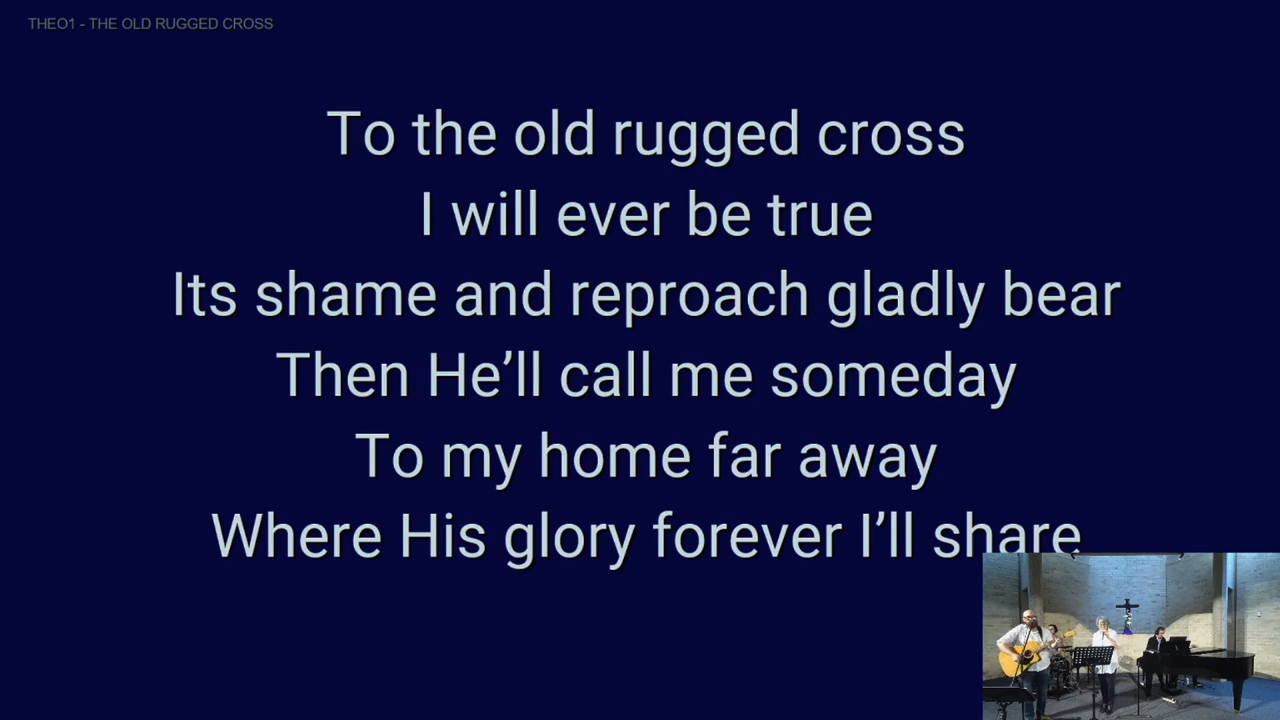 THEO1 - THE OLD RUGGED CROSS
To the old rugged cross
I will ever be true
Its shame and reproach gladly bear
Then He’ll call me someday
To my home far away
Where His glory forever I’ll share